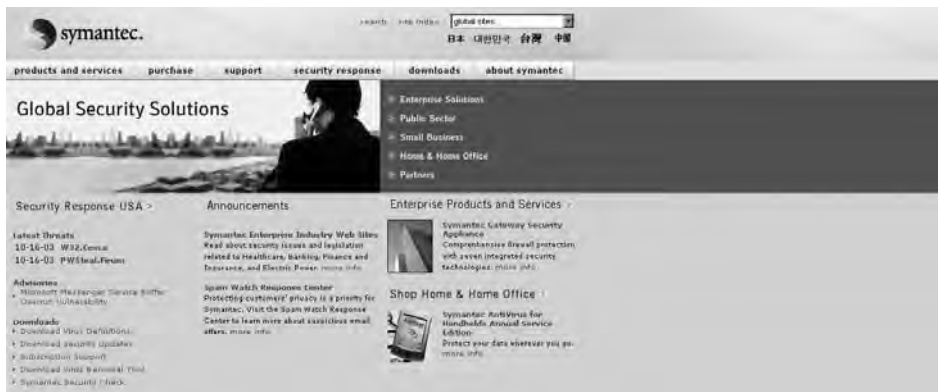 symantec.
search site index global sites
日本 대한민국 台灣 中国
products and services purchase support security response downloads about symantec
Global Security Solutions
Enterprise Solutions
Public Sector
Small Business
Home & Home Office
Partners
Security Response USA
Latest Threats
10-16-03 W32.
10-16-03 PWSteal.
Advisories
Microsoft Messenger Service Buffer
Overrun Vulnerability
Downloads
Download Virus Definitions
Download Security Updates
Subscription Support
Download Virus Removal Tool
Symantec Security Check
Announcements
Symantec Enterprise Industry Web Sites
Read about security issues and legislation
related to Healthcare, Banking, Finance and
Insurance, and Electric Power. more info
Spam Watch Response Center
Protecting customers' privacy is a priority for
Symantec. Visit the Spam Watch Response
Center to learn more about suspicious email
offers. more info
Enterprise Products and Services
Symantec Gateway Security
Appliance
Comprehensive firewall protection
with seven integrated security
technologies. more info
Shop Home & Home Office
Symantec AntiVirus for
Handhelds Annual Service
Edition
Protect your data wherever you go.
more info